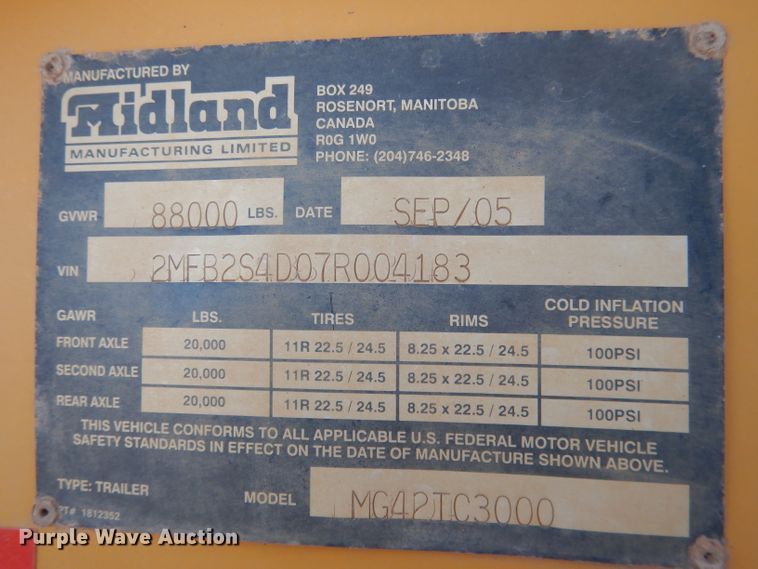 MANUFACTURED BY
Midland
MANUFACTURING LIMITED
BOX 249
ROSENORT, MANITOBA
CANADA
R0G 1W0
PHONE: (204)746-2348
GVWR 88000 LBS. DATE SEP/05
VIN 2MFB2S4D07R004183
GAWR LBS. TIRES RIMS COLD INFLATION PRESSURE
FRONT AXLE 20,000 11R 22.5 / 24.5 8.25 x 22.5 / 24.5 100PSI
SECOND AXLE 20,000 11R 22.5 / 24.5 8.25 x 22.5 / 24.5 100PSI
REAR AXLE 20,000 11R 22.5 / 24.5 8.25 x 22.5 / 24.5 100PSI
THIS VEHICLE CONFORMS TO ALL APPLICABLE U.S. FEDERAL MOTOR VEHICLE
SAFETY STANDARDS IN EFFECT ON THE DATE OF MANUFACTURE SHOWN ABOVE.
TYPE: TRAILER MODEL MG42TC3000
PT# 1812352
Purple Wave Auction